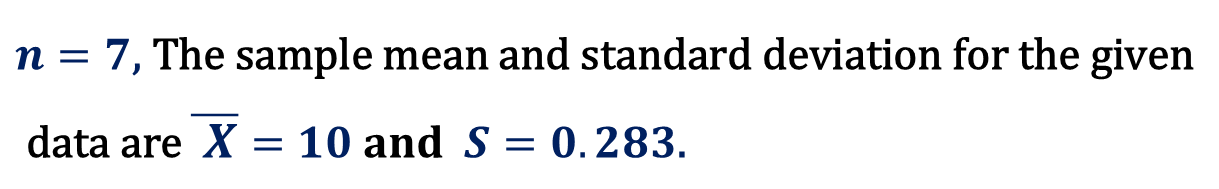 n = 7, The sample mean and standard deviation for the given
data are X̅ = 10 and S = 0.283.